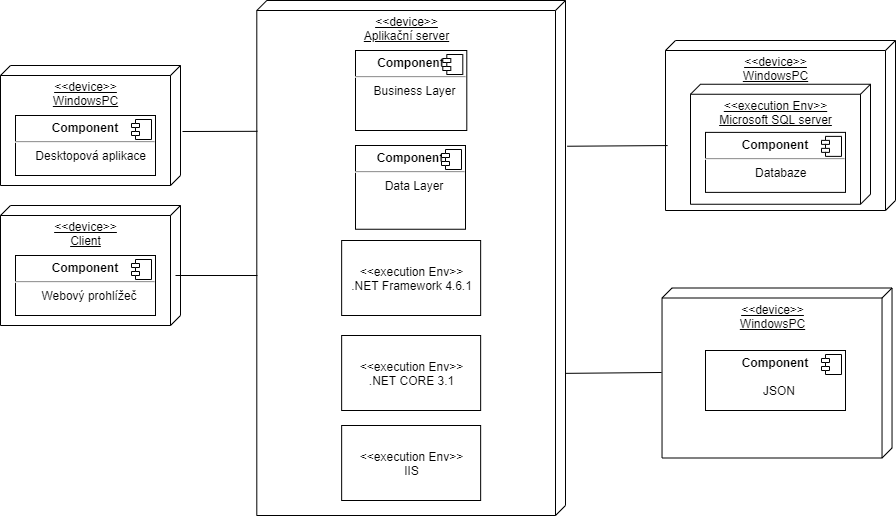 <<device>>
WindowsPC
Component
Desktopová aplikace
<<device>>
Client
Component
Webový prohlížeč
<<device>>
Aplikační server
Component
Business Layer
Component
Data Layer
<<execution Env>>
.NET Framework 4.6.1
<<execution Env>>
.NET CORE 3.1
<<execution Env>>
IIS
<<device>>
WindowsPC
<<execution Env>>
Microsoft SQL server
Component
Databaze
<<device>>
WindowsPC
Component
JSON